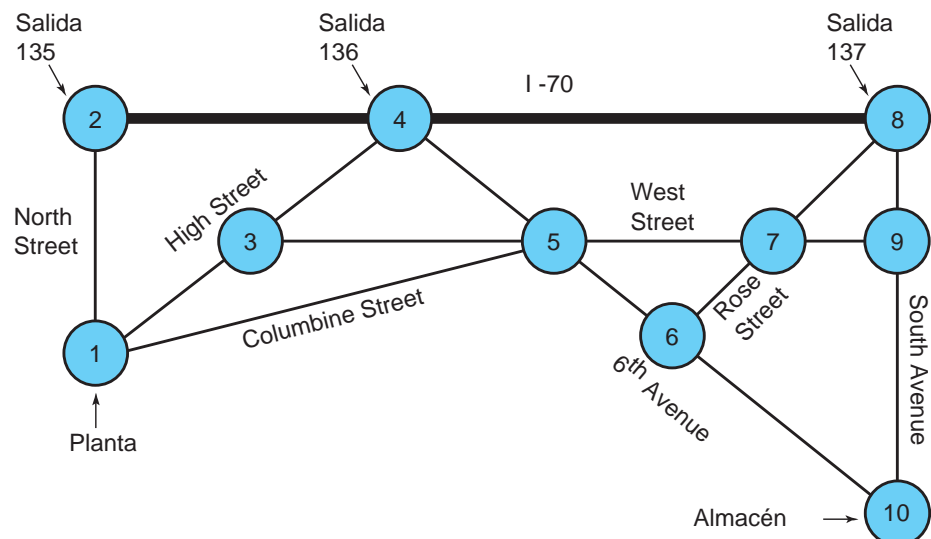 Salida
135
Salida
136
I -70
Salida
137
2
4
8
North
Street
High Street
3
5
West
Street
7
9
Columbine Street
1
6
Rose
Street
6th Avenue
South Avenue
Planta
Almacén
10